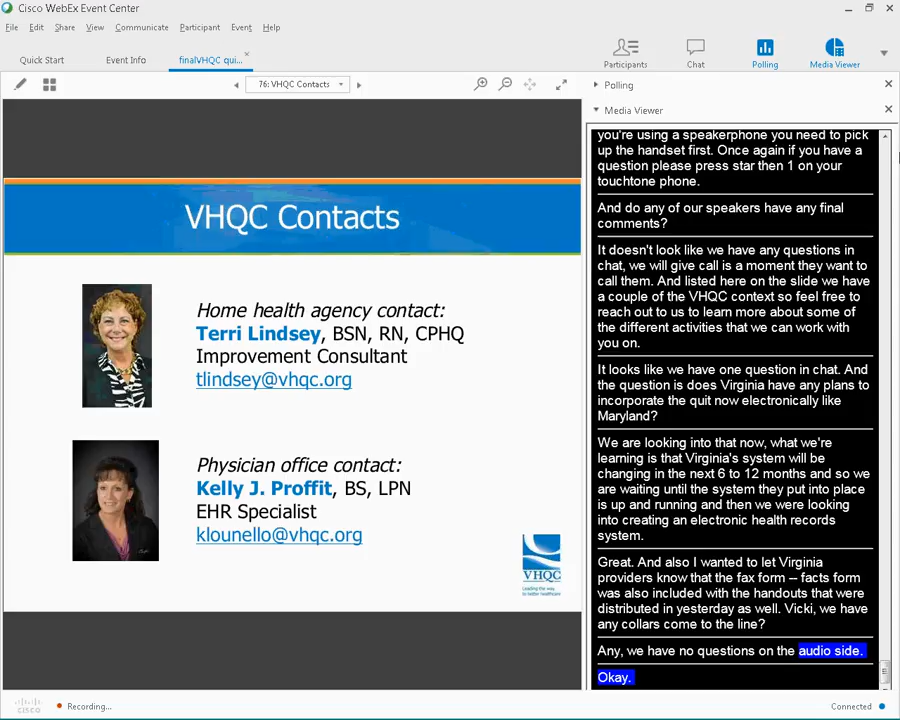 Cisco WebEx Event Center
File Edit Share View Communicate Participant Event Help
Quick Start Event Info finalVHQC qui...
Participants Chat Polling Media Viewer
76: VHQC Contacts
Polling
Media Viewer
VHQC Contacts
Home health agency contact:
Terri Lindsey, BSN, RN, CPHQ
Improvement Consultant
tlindsey@vhqc.org
Physician office contact:
Kelly J. Proffit, BS, LPN
EHR Specialist
klounello@vhqc.org
VHQC
Leading the way
to better healthcare
you're using a speakerphone you need to pick
up the handset first. Once again if you have a
question please press star then 1 on your
touchtone phone.
And do any of our speakers have any final
comments?
It doesn't look like we have any questions in
chat, we will give call is a moment they want to
call them. And listed here on the slide we have
a couple of the VHQC context so feel free to
reach out to us to learn more about some of
the different activities that we can work with
you on.
It looks like we have one question in chat. And
the question is does Virginia have any plans to
incorporate the quit now electronically like
Maryland?
We are looking into that now, what we're
learning is that Virginia's system will be
changing in the next 6 to 12 months and so we
are waiting until the system they put into place
is up and running and then we were looking
into creating an electronic health records
system.
Great. And also I wanted to let Virginia
providers know that the fax form -- facts form
was also included with the handouts that were
distributed in yesterday as well. Vicki, we have
any collars come to the line?
Any, we have no questions on the audio side.
Okay.
cisco
Recording...
Connected